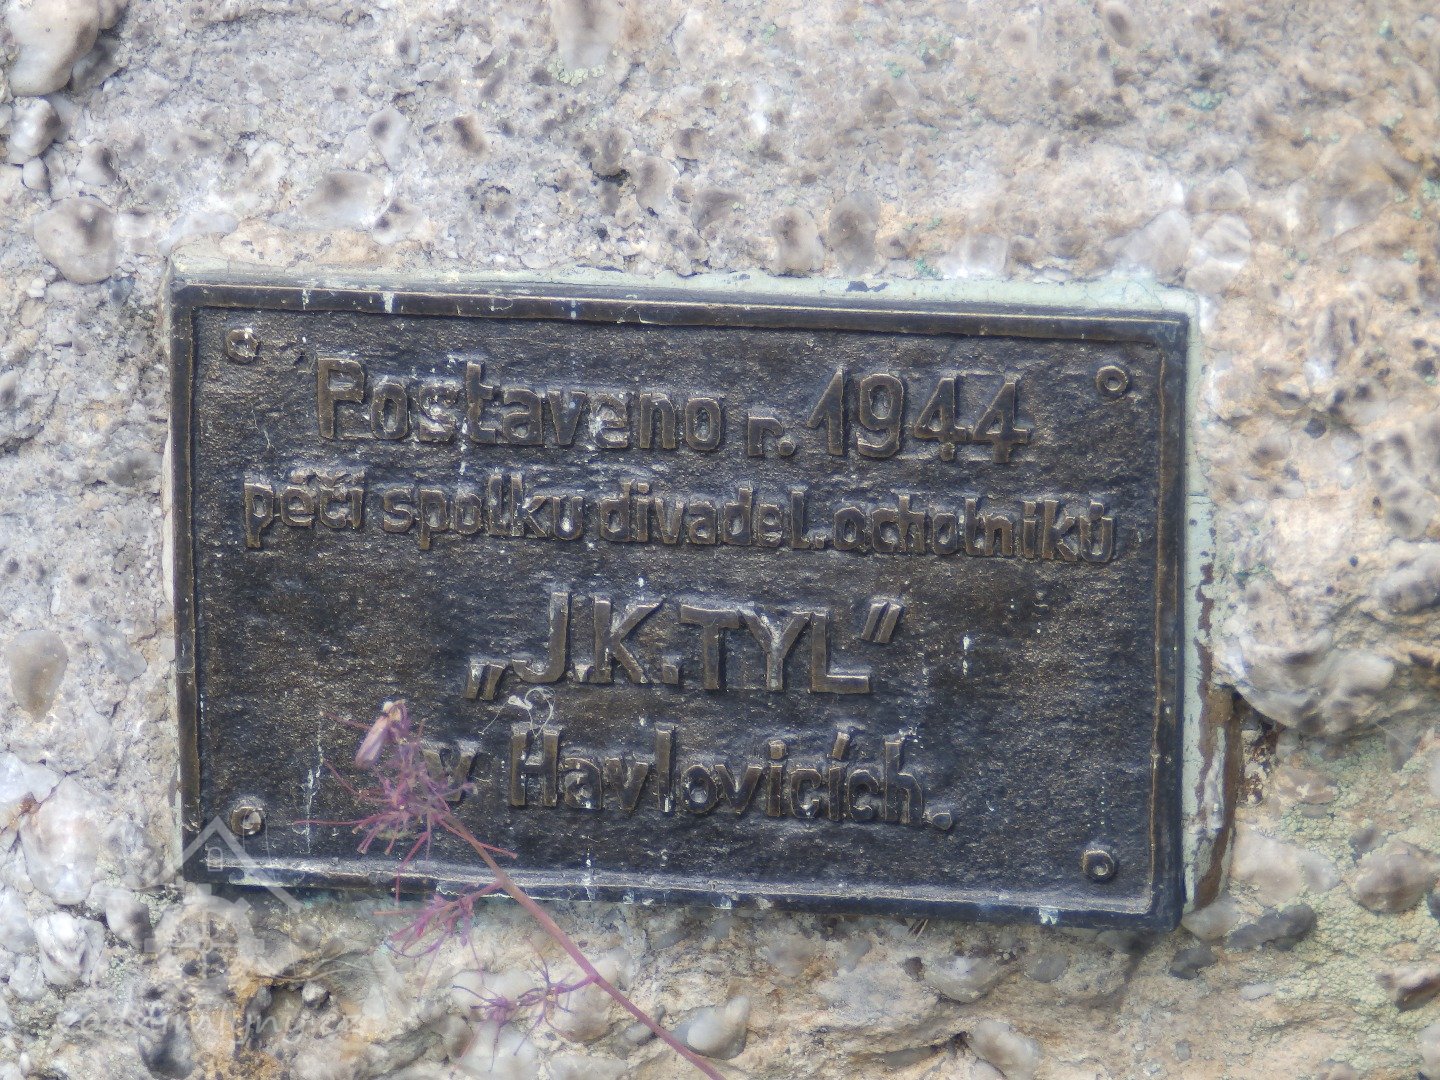 Postaveno r. 1944
péčí spolku divadel. ochotníků
„J.K.TYL“
v Havlovicích.